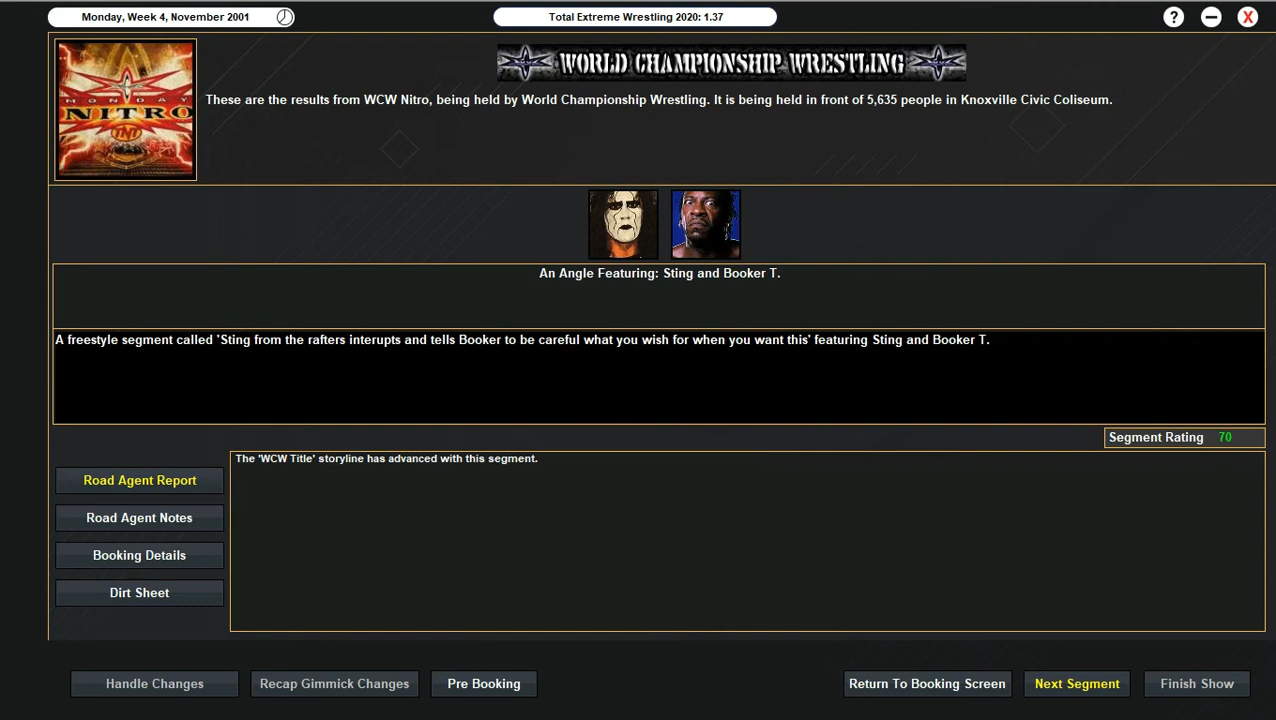 Monday, Week 4, November 2001
Total Extreme Wrestling 2020: 1.37
?
X
WORLD CHAMPIONSHIP WRESTLING
MONDAY
NITRO
TNT
These are the results from WCW Nitro, being held by World Championship Wrestling. It is being held in front of 5,635 people in Knoxville Civic Coliseum.
An Angle Featuring: Sting and Booker T.
A freestyle segment called 'Sting from the rafters interupts and tells Booker to be careful what you wish for when you want this' featuring Sting and Booker T.
Segment Rating 70
The 'WCW Title' storyline has advanced with this segment.
Road Agent Report
Road Agent Notes
Booking Details
Dirt Sheet
Handle Changes
Recap Gimmick Changes
Pre Booking
Return To Booking Screen
Next Segment
Finish Show